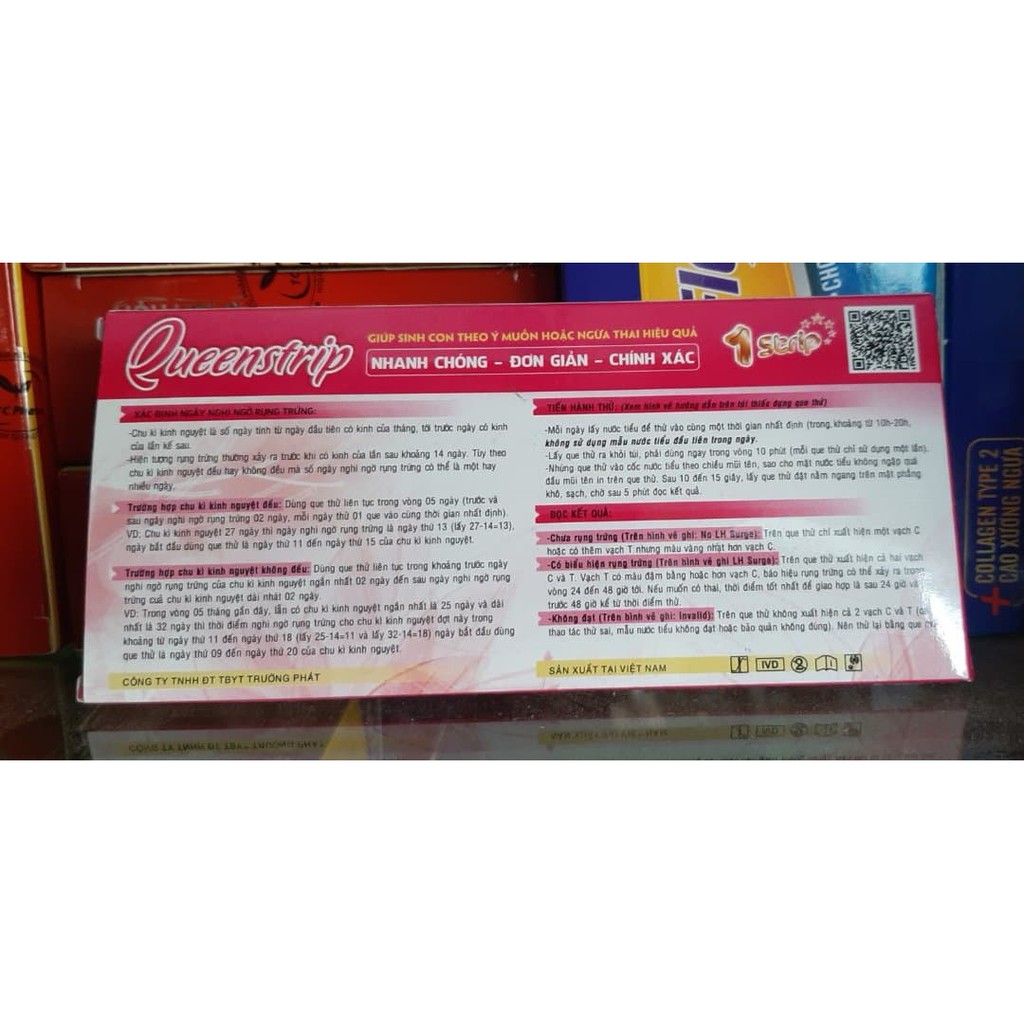 Queenstrip
GIÚP SINH CON THEO Ý MUỐN HOẶC NGỪA THAI HIỆU QUẢ
NHANH CHÓNG - ĐƠN GIẢN - CHÍNH XÁC
1 Strip
XÁC ĐỊNH NGÀY NGHI NGỜ RỤNG TRỨNG:
-Chu kì kinh nguyệt là số ngày tính từ ngày đầu tiên có kinh của tháng, tới trước ngày có kinh
của lần kế sau.
-Hiện tượng rụng trứng thường xảy ra trước khi có kinh của lần sau khoảng 14 ngày. Tùy theo
chu kì kinh nguyệt đều hay không đều mà số ngày nghi ngờ rụng trứng có thể là một hay
nhiều ngày.
Trường hợp chu kì kinh nguyệt đều: Dùng que thử liên tục trong vòng 05 ngày (trước và
sau ngày nghi ngờ rụng trứng 02 ngày, mỗi ngày thử 01 que vào cùng thời gian nhất định).
VD: Chu kì kinh nguyệt 27 ngày thì ngày nghi ngờ rụng trứng là ngày thứ 13 (lấy 27-14=13),
ngày bắt đầu dùng que thử là ngày thứ 11 đến ngày thứ 15 của chu kì kinh nguyệt.
Trường hợp chu kì kinh nguyệt không đều: Dùng que thử liên tục trong khoảng trước ngày
nghi ngờ rụng trứng của chu kì kinh nguyệt ngắn nhất 02 ngày đến sau ngày nghi ngờ rụng
trứng cuả chu kì kinh nguyệt dài nhât 02 ngày.
VD: Trong vòng 05 tháng gần đây, lần có chu kì kinh nguyệt ngắn nhất là 25 ngày và dài
nhất là 32 ngày thì thời điểm nghi ngờ rụng trứng cho chu kì kinh nguyệt đợt này trong
khoảng từ ngày thứ 11 đến ngày thứ 18 (lấy 25-14=11 và lấy 32-14=18) ngày bắt đầu dùng
que thử là ngày thứ 09 đến ngày thứ 20 của chu kì kinh nguyệt.
CÔNG TY TNHH ĐT TBYT TRƯỜNG PHÁT
TIẾN HÀNH THỬ: (Xem hình vẽ hướng dẫn trên túi thiếc đựng que thử)
-Mỗi ngày lấy nước tiểu để thử vào cùng một thời gian nhất định (trong khoảng từ 10h-20h,
không sử dụng mẫu nước tiểu đầu tiên trong ngày.
-Lấy que thử ra khỏi túi, phải dùng ngay trong vòng 10 phút (mỗi que thử chỉ sử dụng một lần).
-Nhúng que thử vào cốc nước tiểu theo chiều mũi tên, sao cho mặt nước tiểu không ngập quá
đầu mũi tên in trên que thử. Sau 10 đến 15 giây, lấy que thử đặt nằm ngang trên mặt phẳng
khô, sạch, chờ sau 5 phút đọc kết quả.
ĐỌC KẾT QUẢ:
-Chưa rụng trứng (Trên hình vẽ ghi: No LH Surge): Trên que thử chỉ xuất hiện một vạch C
hoặc có thêm vạch T nhưng màu vàng nhạt hơn vạch C.
-Có biểu hiện rụng trứng (Trên hình vẽ ghi LH Surge): Trên que thử xuất hiện cả hai vạch
C và T. Vạch T có màu đậm bằng hoặc hơn vạch C, báo hiệu rụng trứng có thể xảy ra trong
vòng 24 đến 48 giờ tới. Nếu muốn có thai, thời điểm tốt nhất để giao hợp là sau 24 giờ và
trước 48 giờ kể từ thời điểm thử.
-Không đạt (Trên hình vẽ ghi: Invalid): Trên que thử không xuất hiện cả 2 vạch C và T
thao tác thử sai, mẫu nước tiểu không đạt hoặc bảo quản không đúng). Nên thử lại bằng que
SẢN XUẤT TẠI VIỆT NAM
IVD
COLLAGEN TYPE 2
CAO XƯƠNG NGỰA